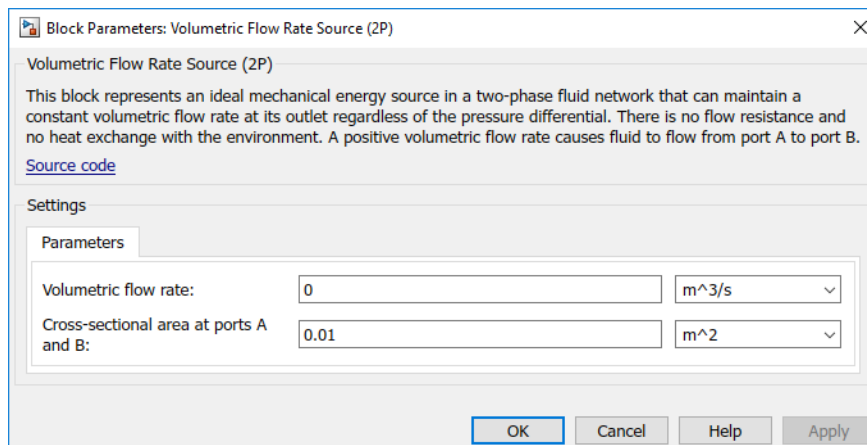 Block Parameters: Volumetric Flow Rate Source (2P)
Volumetric Flow Rate Source (2P)
This block represents an ideal mechanical energy source in a two-phase fluid network that can maintain a
constant volumetric flow rate at its outlet regardless of the pressure differential. There is no flow resistance and
no heat exchange with the environment. A positive volumetric flow rate causes fluid to flow from port A to port B.
Source code
Settings
Parameters
Volumetric flow rate: 0 m^3/s
Cross-sectional area at ports A
and B: 0.01 m^2
OK Cancel Help Apply